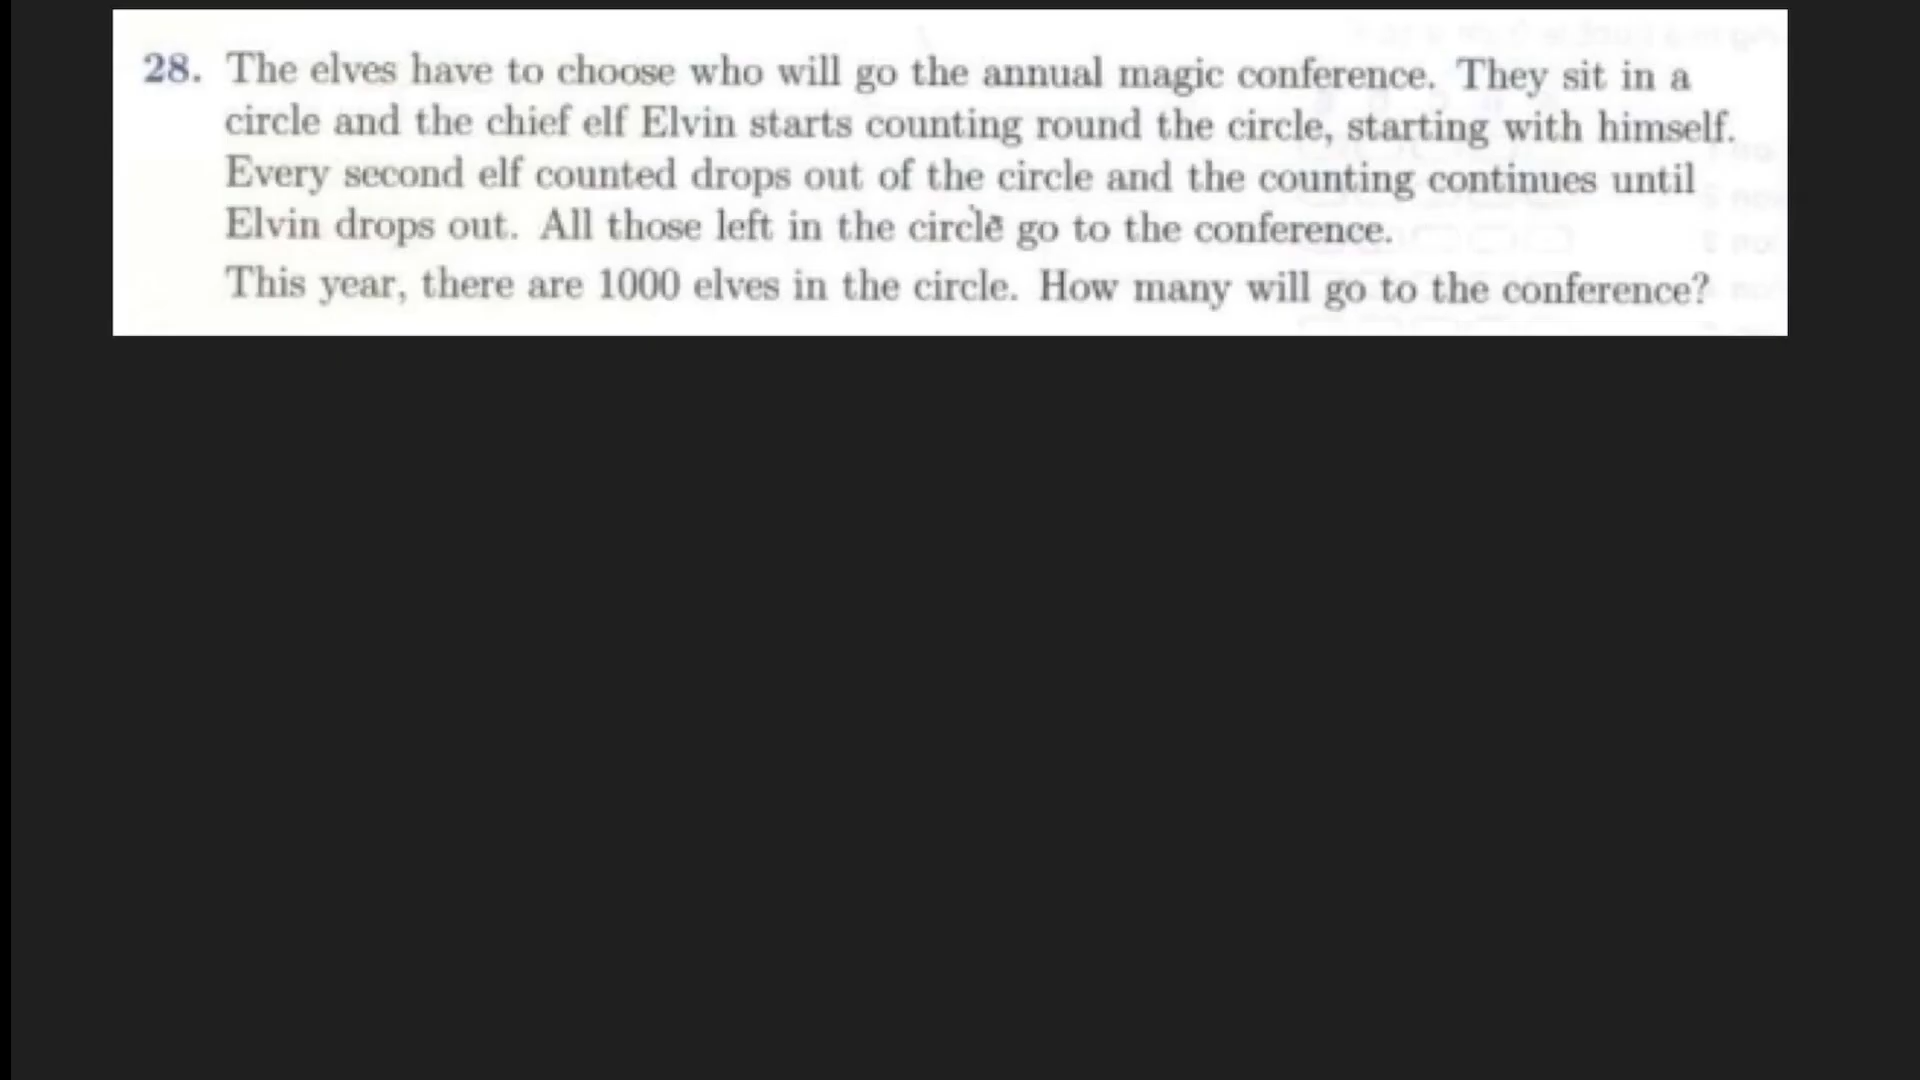 28. The elves have to choose who will go the annual magic conference. They sit in a
circle and the chief elf Elvin starts counting round the circle, starting with himself.
Every second elf counted drops out of the circle and the counting continues until
Elvin drops out. All those left in the circle go to the conference.
This year, there are 1000 elves in the circle. How many will go to the conference?